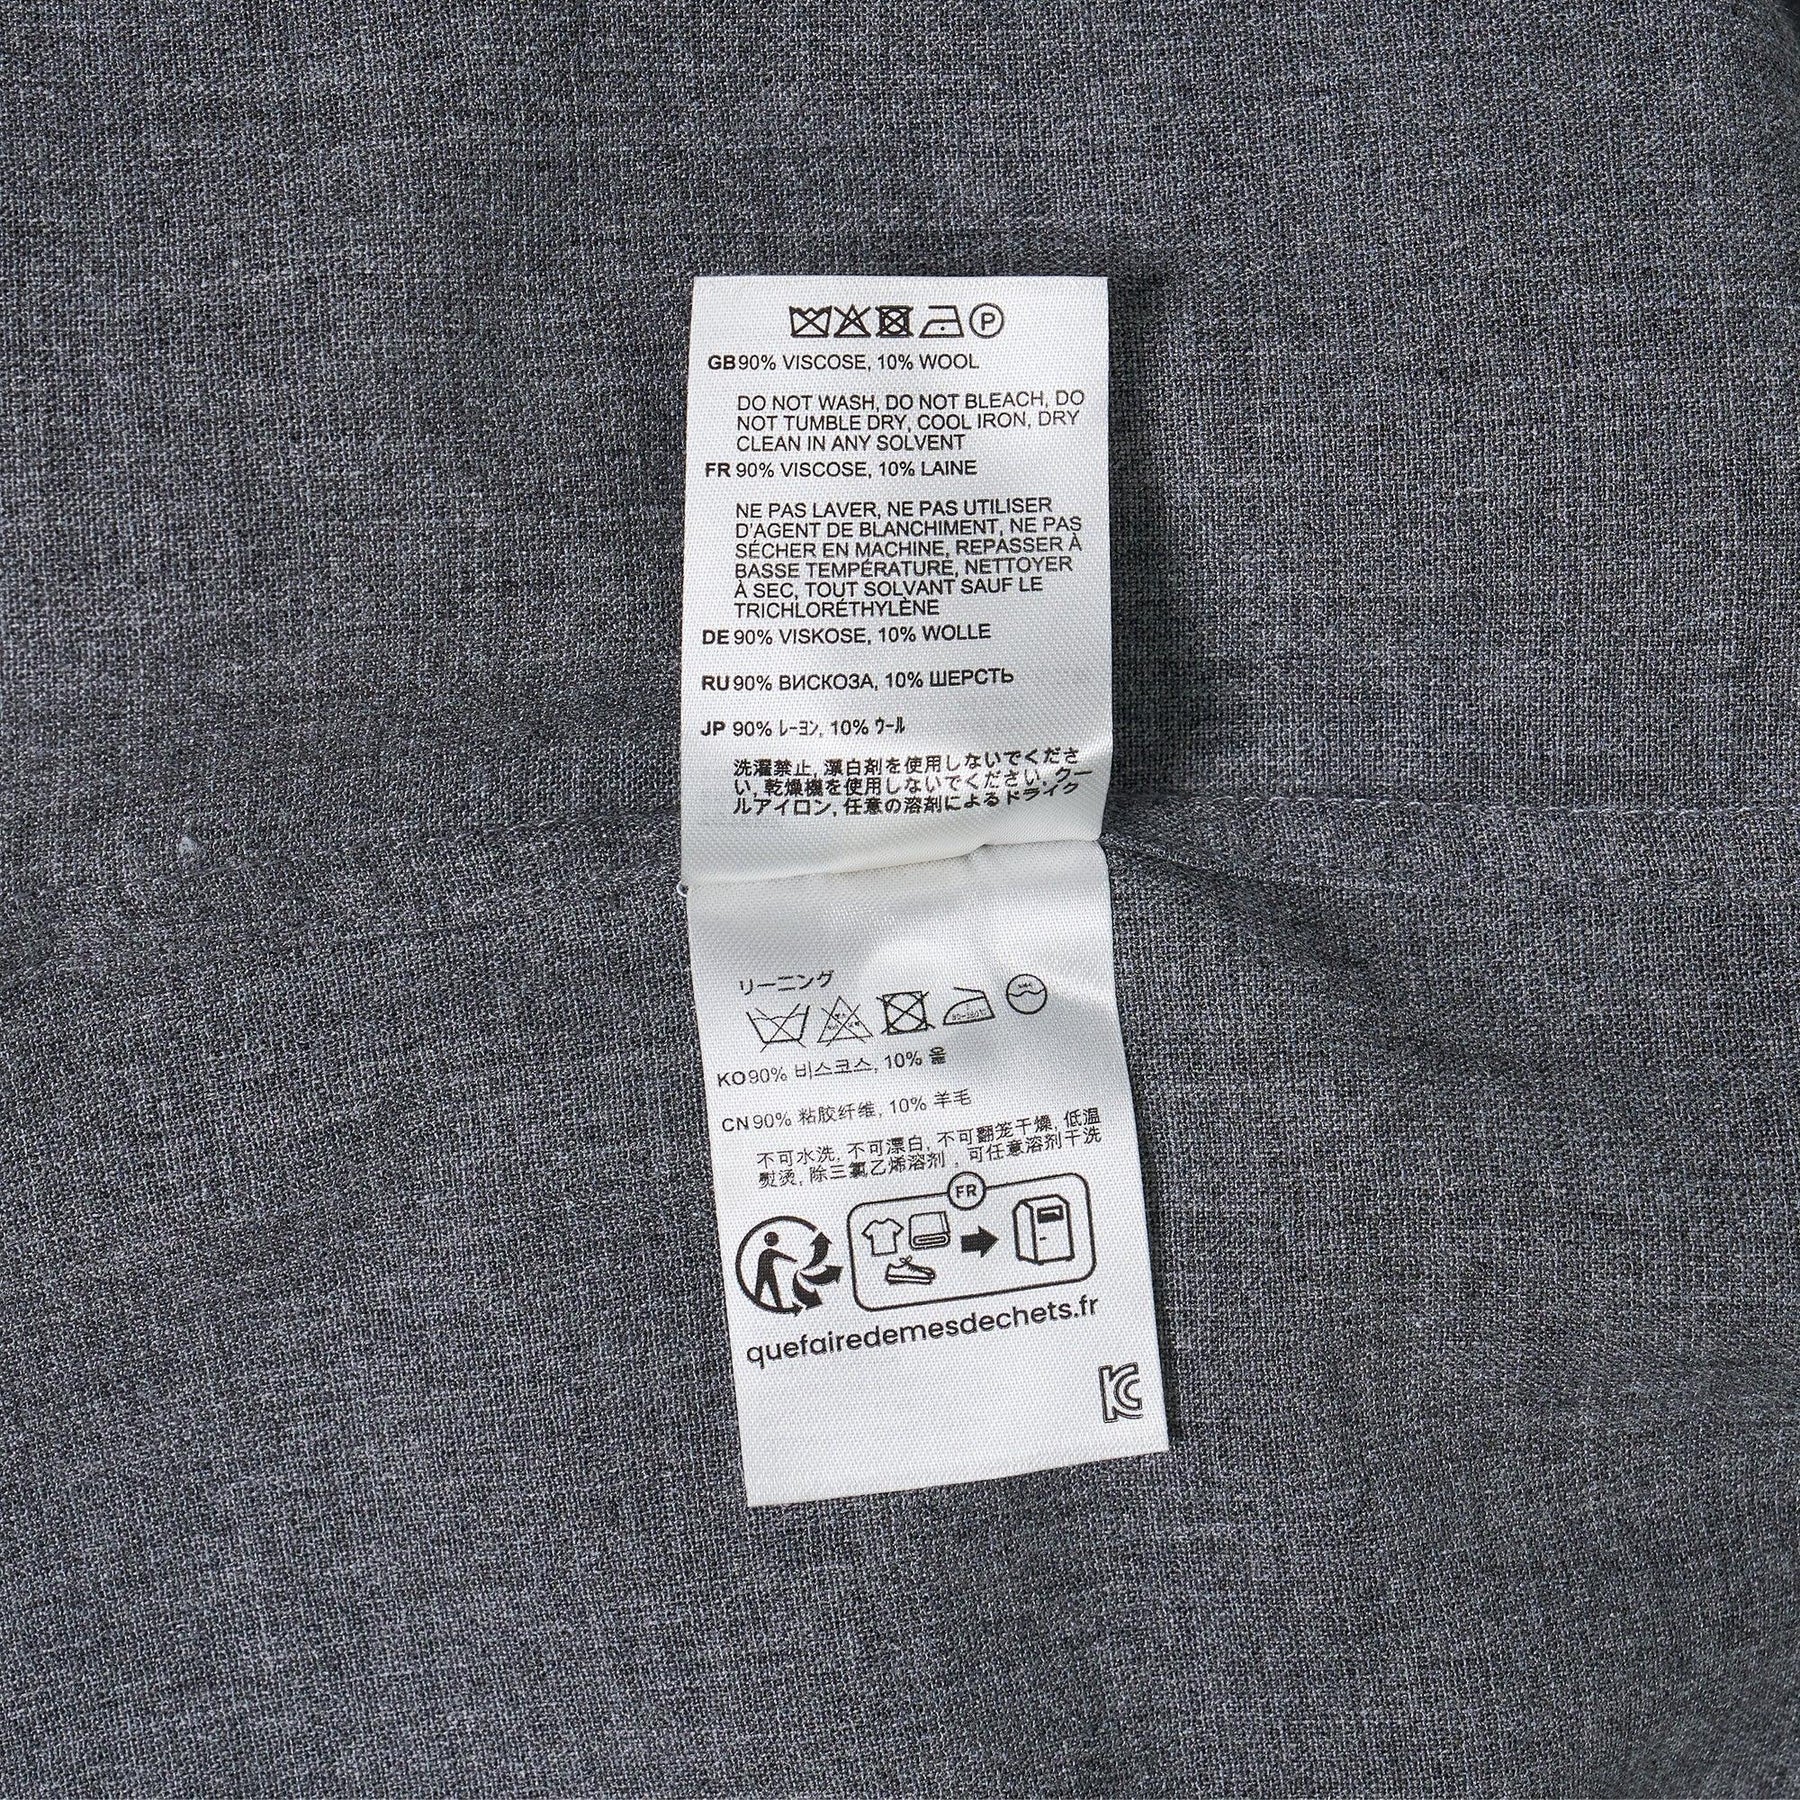 P
GB 90% VISCOSE, 10% WOOL
DO NOT WASH, DO NOT BLEACH, DO
NOT TUMBLE DRY, COOL IRON, DRY
CLEAN IN ANY SOLVENT
FR 90% VISCOSE, 10% LAINE
NE PAS LAVER, NE PAS UTILISER
D'AGENT DE BLANCHIMENT, NE PAS
SÉCHER EN MACHINE, REPASSER À
BASSE TEMPÉRATURE, NETTOYER
À SEC, TOUT SOLVANT SAUF LE
TRICHLORÉTHYLÈNE
DE 90% VISKOSE, 10% WOLLE
RU 90% ВИСКОЗА, 10% ШЕРСТЬ
JP 90% ﾚｰﾖﾝ, 10% ｳｰﾙ
洗濯禁止, 漂白剤を使用しないでくださ
い, 乾燥機を使用しないでください, クー
ルアイロン, 任意の溶剤によるドライク
リーニング
KO 90% 비스코스, 10% 울
CN 90% 粘胶纤维, 10% 羊毛
不可水洗, 不可漂白, 不可翻笼干燥, 低温
熨烫, 除三氯乙烯溶剂，可任意溶剂干洗
FR
quefairedemesdechets.fr
KC